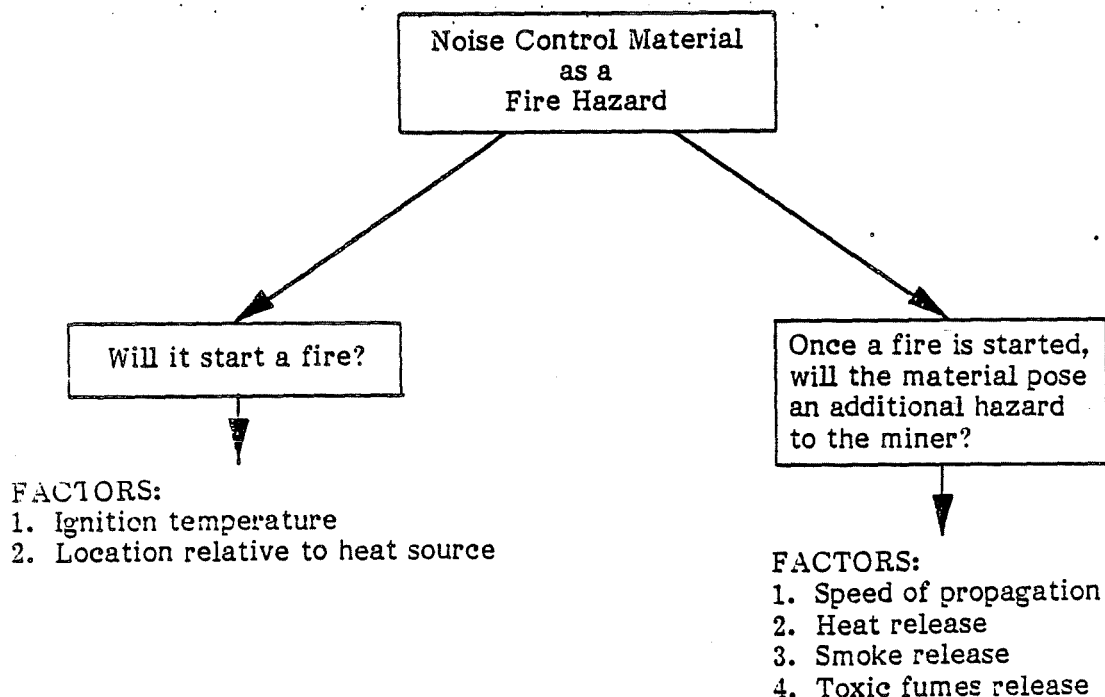 Noise Control Material
as a
Fire Hazard
Will it start a fire?
Once a fire is started,
will the material pose
an additional hazard
to the miner?
FACTORS:
1. Ignition temperature
2. Location relative to heat source
FACTORS:
1. Speed of propagation
2. Heat release
3. Smoke release
4. Toxic fumes release